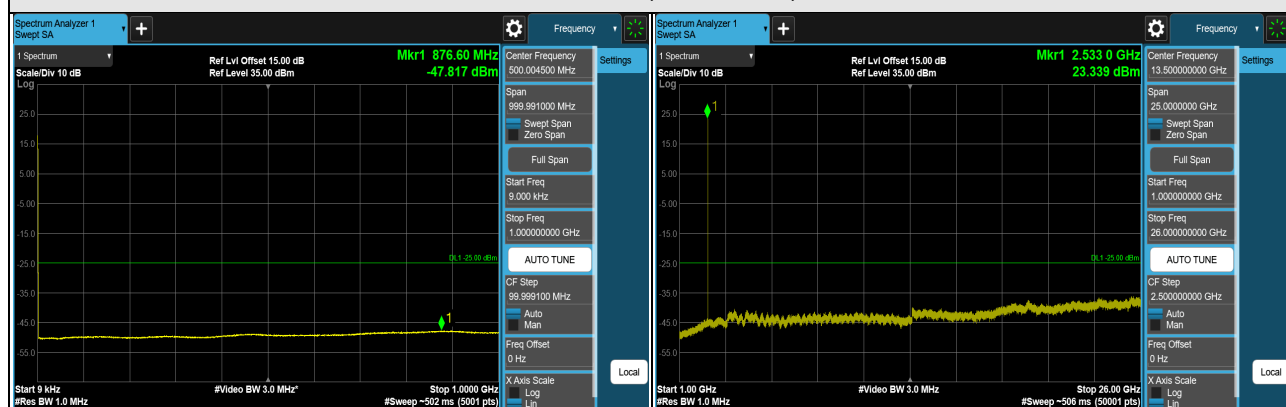 Spectrum Analyzer 1
Swept SA
+
Frequency
1 Spectrum
Scale/Div 10 dB
Log
Ref Lvl Offset 15.00 dB
Ref Level 35.00 dBm
Mkr1 876.60 MHz
-47.817 dBm
25.0
15.0
5.00
-5.00
-15.0
-25.0
-35.0
-45.0
-55.0
DL1 -25.00 dBm
1
Start 9 kHz
#Res BW 1.0 MHz
#Video BW 3.0 MHz*
Stop 1.0000 GHz
#Sweep ~502 ms (5001 pts)
Center Frequency
500.004500 MHz
Settings
Span
999.991000 MHz
Swept Span
Zero Span
Full Span
Start Freq
9.000 kHz
Stop Freq
1.000000000 GHz
AUTO TUNE
CF Step
99.999100 MHz
Auto
Man
Freq Offset
0 Hz
X Axis Scale
Log
Lin
Local
Spectrum Analyzer 1
Swept SA
+
Frequency
1 Spectrum
Scale/Div 10 dB
Log
Ref Lvl Offset 15.00 dB
Ref Level 35.00 dBm
Mkr1 2.533 0 GHz
23.339 dBm
1
25.0
15.0
5.00
-5.00
-15.0
-25.0
-35.0
-45.0
-55.0
DL1 -25.00 dBm
Start 1.00 GHz
#Res BW 1.0 MHz
#Video BW 3.0 MHz
Stop 26.00 GHz
#Sweep ~506 ms (5001 pts)
Center Frequency
13.500000000 GHz
Settings
Span
25.0000000 GHz
Swept Span
Zero Span
Full Span
Start Freq
1.000000000 GHz
Stop Freq
26.000000000 GHz
AUTO TUNE
CF Step
2.500000000 GHz
Auto
Man
Freq Offset
0 Hz
X Axis Scale
Log
Lin
Local